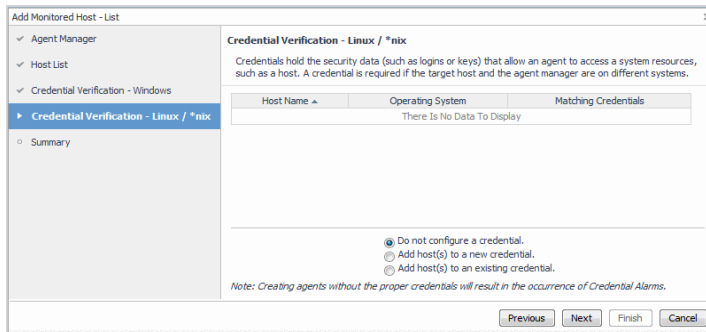 Add Monitored Host - List
Agent Manager
Host List
Credential Verification - Windows
Credential Verification - Linux / *nix
Summary
Credential Verification - Linux / *nix
Credentials hold the security data (such as logins or keys) that allow an agent to access a system resources,
such as a host. A credential is required if the target host and the agent manager are on different systems.
Host Name Operating System Matching Credentials
There Is No Data To Display
Do not configure a credential.
Add host(s) to a new credential.
Add host(s) to an existing credential.
Note: Creating agents without the proper credentials will result in the occurrence of Credential Alarms.
Previous Next Finish Cancel